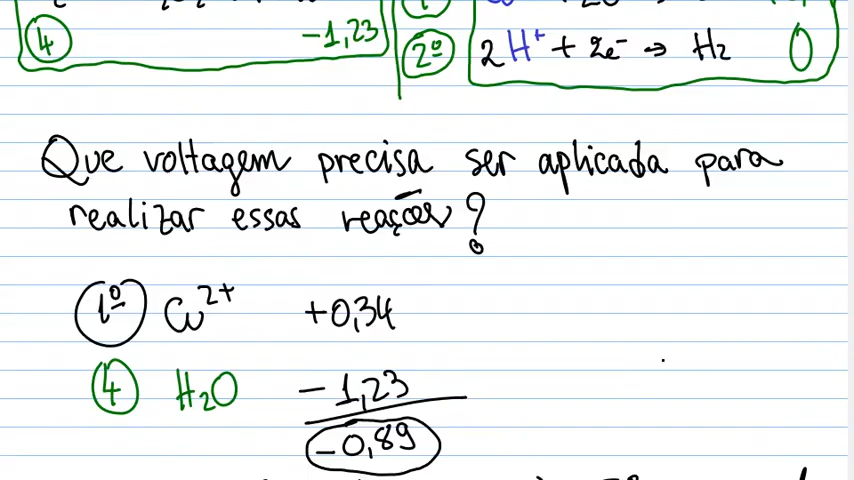 ④ -1,23
2º 2H⁺ + 2e⁻ → H₂ 0
Que voltagem precisa ser aplicada para
realizar essas reações?
1º Cu²⁺ +0,34
④ H₂O -1,23
-0,89